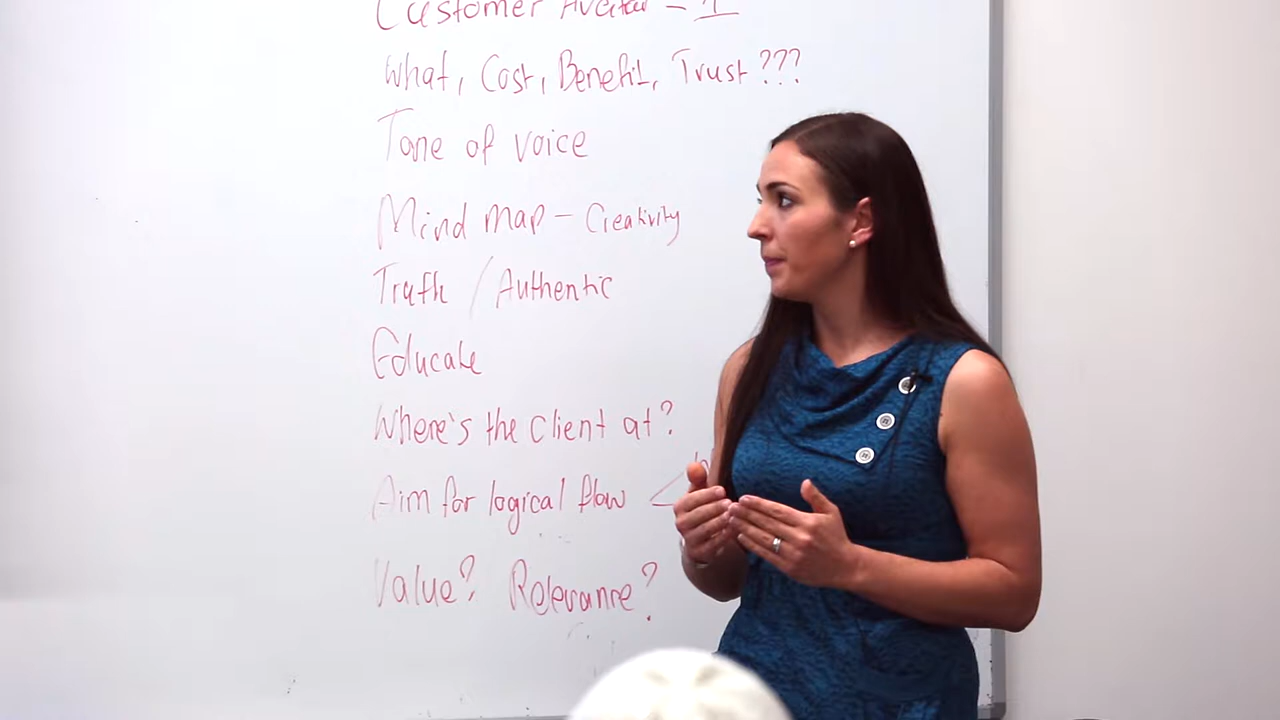 Customer Avatar - 1
What, Cost, Benefit, Trust ???
Tone of voice
Mind Map - Creativity
Truth / Authentic
Educate
Where's the client at?
Aim for logical flow
Value? Relevance?